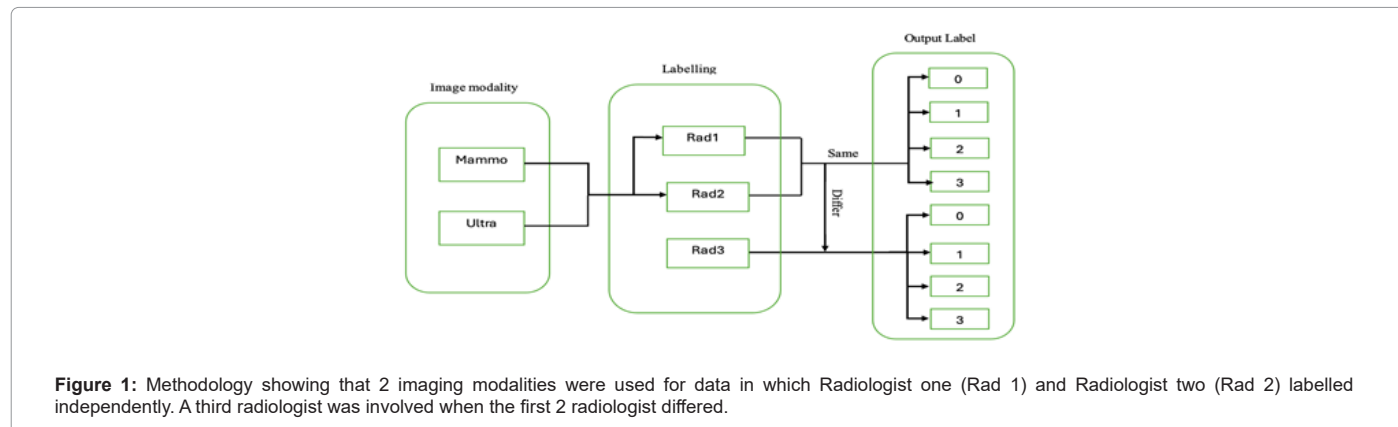 Output Label
Labelling
Image modality
Mammo
Ultra
Rad1
Rad2
Rad3
Same
Differ
0
1
2
3
0
1
2
3
Figure 1: Methodology showing that 2 imaging modalities were used for data in which Radiologist one (Rad 1) and Radiologist two (Rad 2) labelled
independently. A third radiologist was involved when the first 2 radiologist differed.